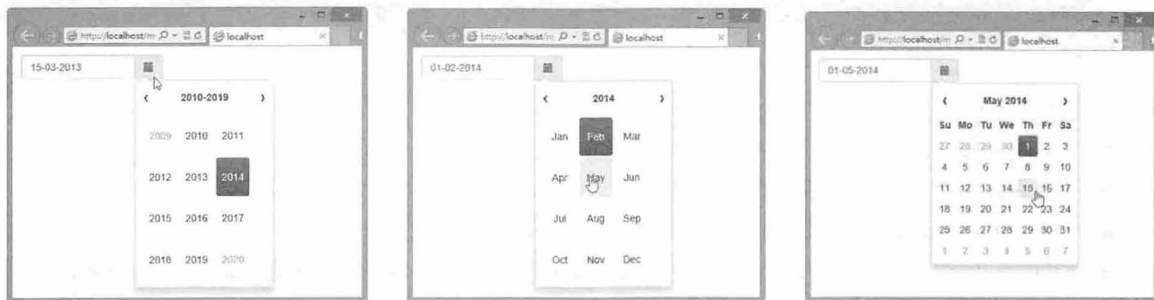 http://localhost/m
localhost
15-03-2013
2010-2019
2009 2010 2011
2012 2013 2014
2015 2016 2017
2018 2019 2020
http://localhost/m
localhost
01-02-2014
2014
Jan Feb Mar
Apr May Jun
Jul Aug Sep
Oct Nov Dec
http://localhost/m
localhost
01-05-2014
May 2014
Su Mo Tu We Th Fr Sa
27 28 29 30 1 2 3
4 5 6 7 8 9 10
11 12 13 14 15 16 17
18 19 20 21 22 23 24
25 26 27 28 29 30 31
1 2 3 4 5 6 7